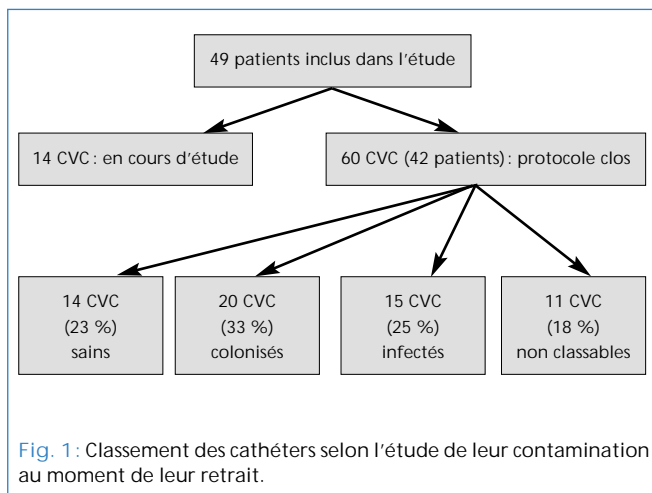 49 patients inclus dans l'étude
14 CVC : en cours d'étude
60 CVC (42 patients) : protocole clos
14 CVC
(23 %)
sains
20 CVC
(33 %)
colonisés
15 CVC
(25 %)
infectés
11 CVC
(18 %)
non classables
Fig. 1 : Classement des cathéters selon l'étude de leur contamination
au moment de leur retrait.